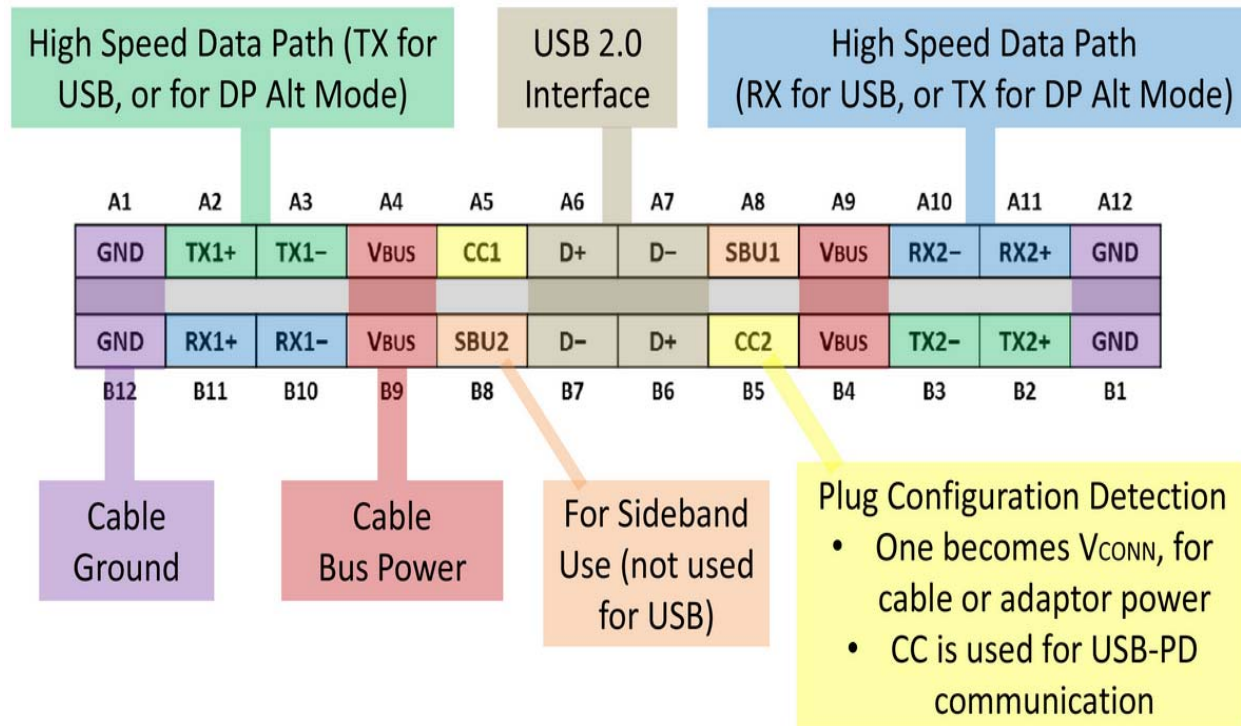 High Speed Data Path (TX for
USB, or for DP Alt Mode)
USB 2.0
Interface
High Speed Data Path
(RX for USB, or TX for DP Alt Mode)
A1 A2 A3 A4 A5 A6 A7 A8 A9 A10 A11 A12
GND TX1+ TX1− VBUS CC1 D+ D− SBU1 VBUS RX2− RX2+ GND
GND RX1+ RX1− VBUS SBU2 D− D+ CC2 VBUS TX2− TX2+ GND
B12 B11 B10 B9 B8 B7 B6 B5 B4 B3 B2 B1
Cable
Ground
Cable
Bus Power
For Sideband
Use (not used
for USB)
Plug Configuration Detection
• One becomes VCONN, for
cable or adaptor power
• CC is used for USB-PD
communication